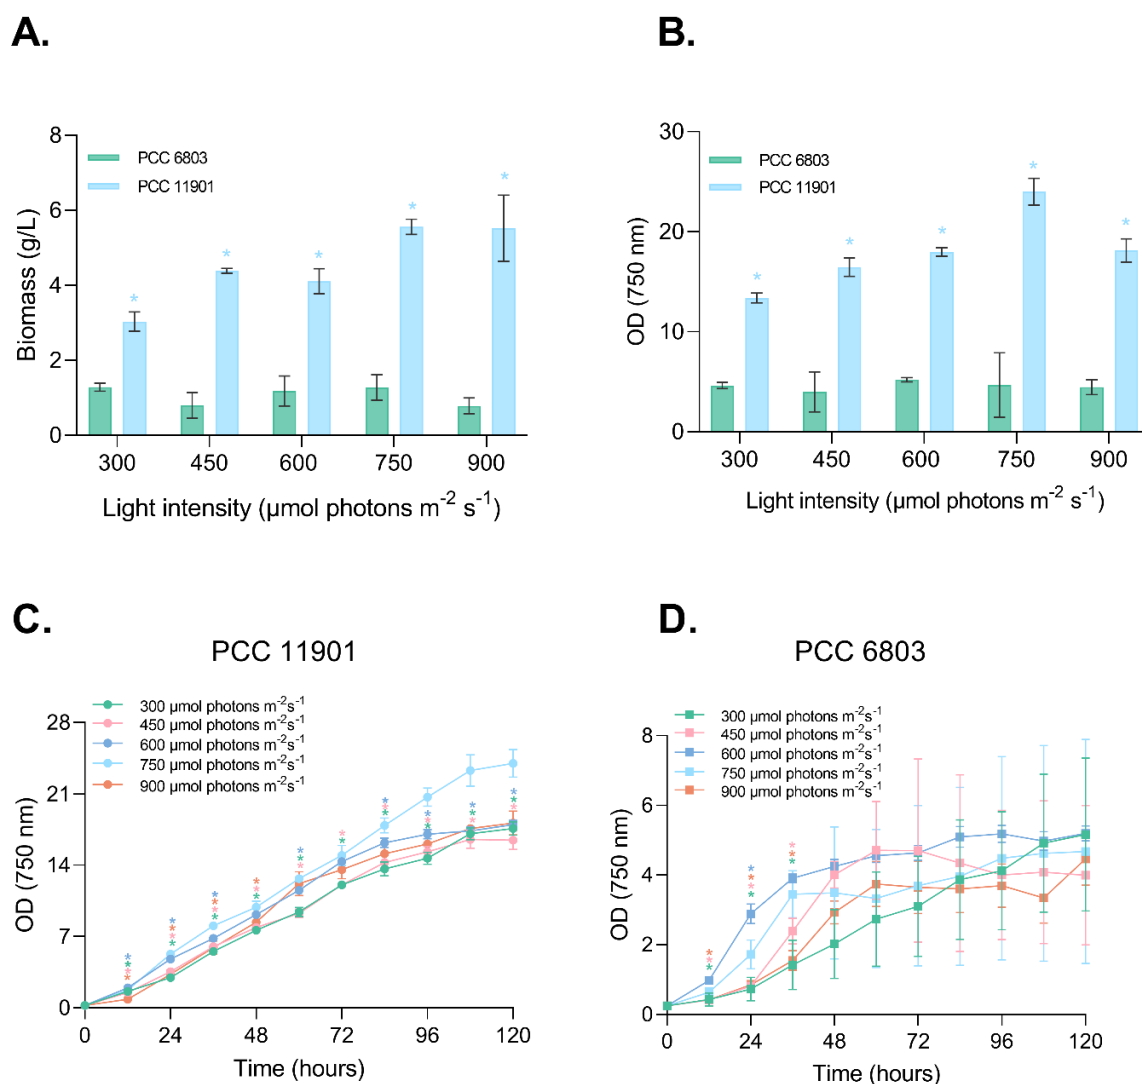 A.
8
6
4
2
0
Biomass (g/L)
PCC 6803
PCC 11901
*
*
*
*
*
300 450 600 750 900
Light intensity (µmol photons m⁻² s⁻¹)
B.
30
20
10
0
OD (750 nm)
PCC 6803
PCC 11901
*
*
*
*
*
300 450 600 750 900
Light intensity (µmol photons m⁻² s⁻¹)
C.
PCC 11901
300 µmol photons m⁻²s⁻¹
450 µmol photons m⁻²s⁻¹
600 µmol photons m⁻²s⁻¹
750 µmol photons m⁻²s⁻¹
900 µmol photons m⁻²s⁻¹
28
21
14
7
0
OD (750 nm)
0 24 48 72 96 120
Time (hours)
D.
PCC 6803
300 µmol photons m⁻²s⁻¹
450 µmol photons m⁻²s⁻¹
600 µmol photons m⁻²s⁻¹
750 µmol photons m⁻²s⁻¹
900 µmol photons m⁻²s⁻¹
8
6
4
2
0
OD (750 nm)
0 24 48 72 96 120
Time (hours)